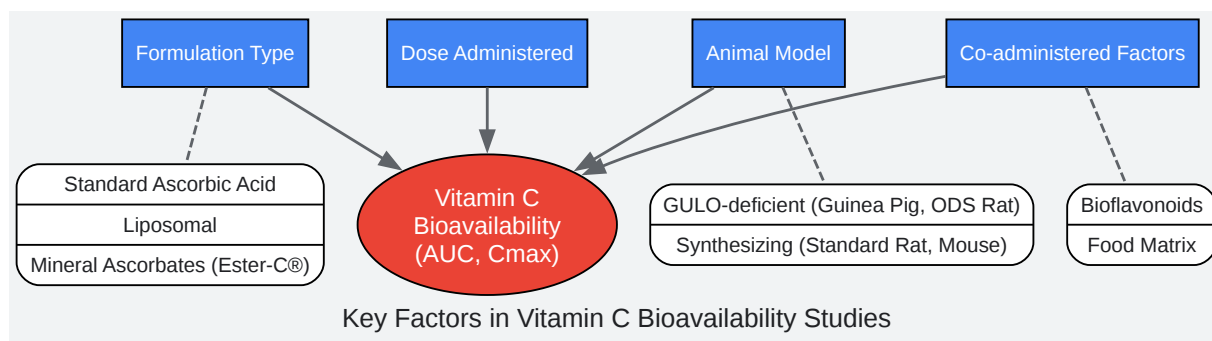 Formulation Type
Dose Administered
Animal Model
Co-administered Factors
Standard Ascorbic Acid
Liposomal
Mineral Ascorbates (Ester-C®)
Vitamin C
Bioavailability
(AUC, Cmax)
GULO-deficient (Guinea Pig, ODS Rat)
Synthesizing (Standard Rat, Mouse)
Bioflavonoids
Food Matrix
Key Factors in Vitamin C Bioavailability Studies